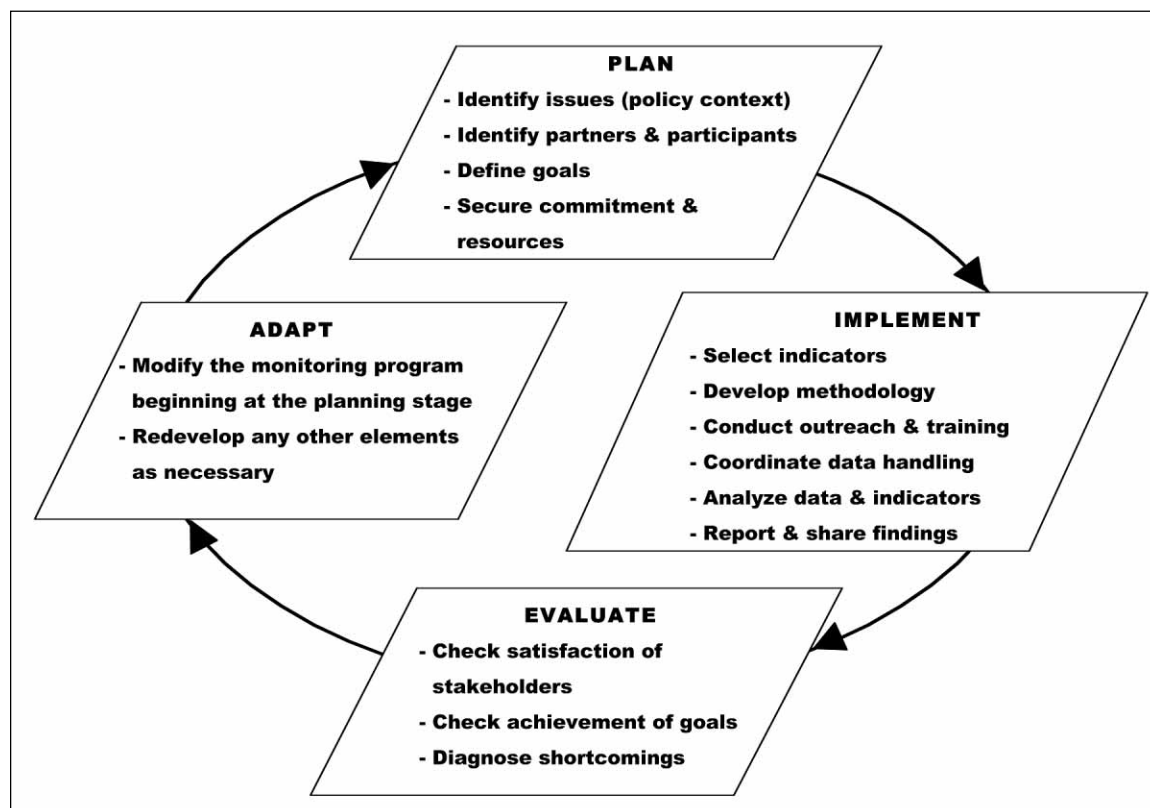 PLAN
- Identify issues (policy context)
- Identify partners & participants
- Define goals
- Secure commitment &
resources
IMPLEMENT
- Select indicators
- Develop methodology
- Conduct outreach & training
- Coordinate data handling
- Analyze data & indicators
- Report & share findings
EVALUATE
- Check satisfaction of
stakeholders
- Check achievement of goals
- Diagnose shortcomings
ADAPT
- Modify the monitoring program
beginning at the planning stage
- Redevelop any other elements
as necessary